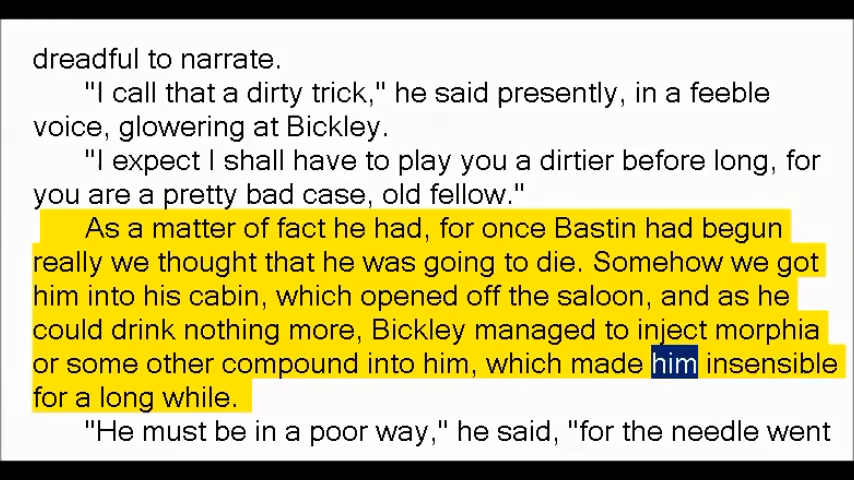 dreadful to narrate.
"I call that a dirty trick," he said presently, in a feeble
voice, glowering at Bickley.
"I expect I shall have to play you a dirtier before long, for
you are a pretty bad case, old fellow."
As a matter of fact he had, for once Bastin had begun
really we thought that he was going to die. Somehow we got
him into his cabin, which opened off the saloon, and as he
could drink nothing more, Bickley managed to inject morphia
or some other compound into him, which made him insensible
for a long while.
"He must be in a poor way," he said, "for the needle went